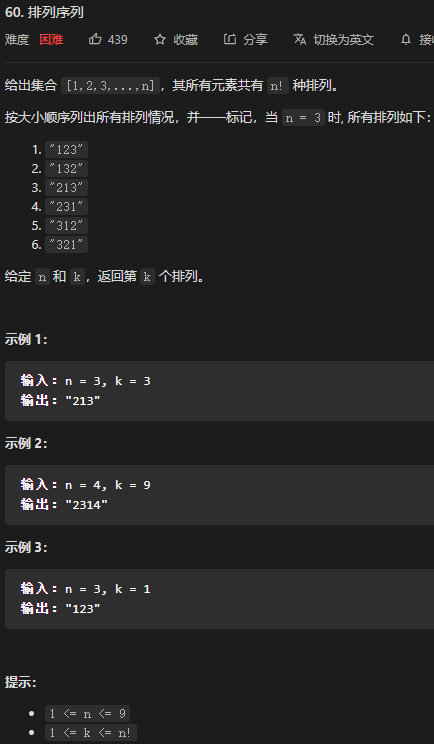 60. 排列序列
难度 困难 439 收藏 分享 切换为英文 接收
给出集合 [1,2,3,...,n]，其所有元素共有 n! 种排列。
按大小顺序列出所有排列情况，并一一标记，当 n = 3 时, 所有排列如下：
1. "123"
2. "132"
3. "213"
4. "231"
5. "312"
6. "321"
给定 n 和 k，返回第 k 个排列。
示例 1：
输入：n = 3, k = 3
输出："213"
示例 2：
输入：n = 4, k = 9
输出："2314"
示例 3：
输入：n = 3, k = 1
输出："123"
提示：
1 <= n <= 9
1 <= k <= n!